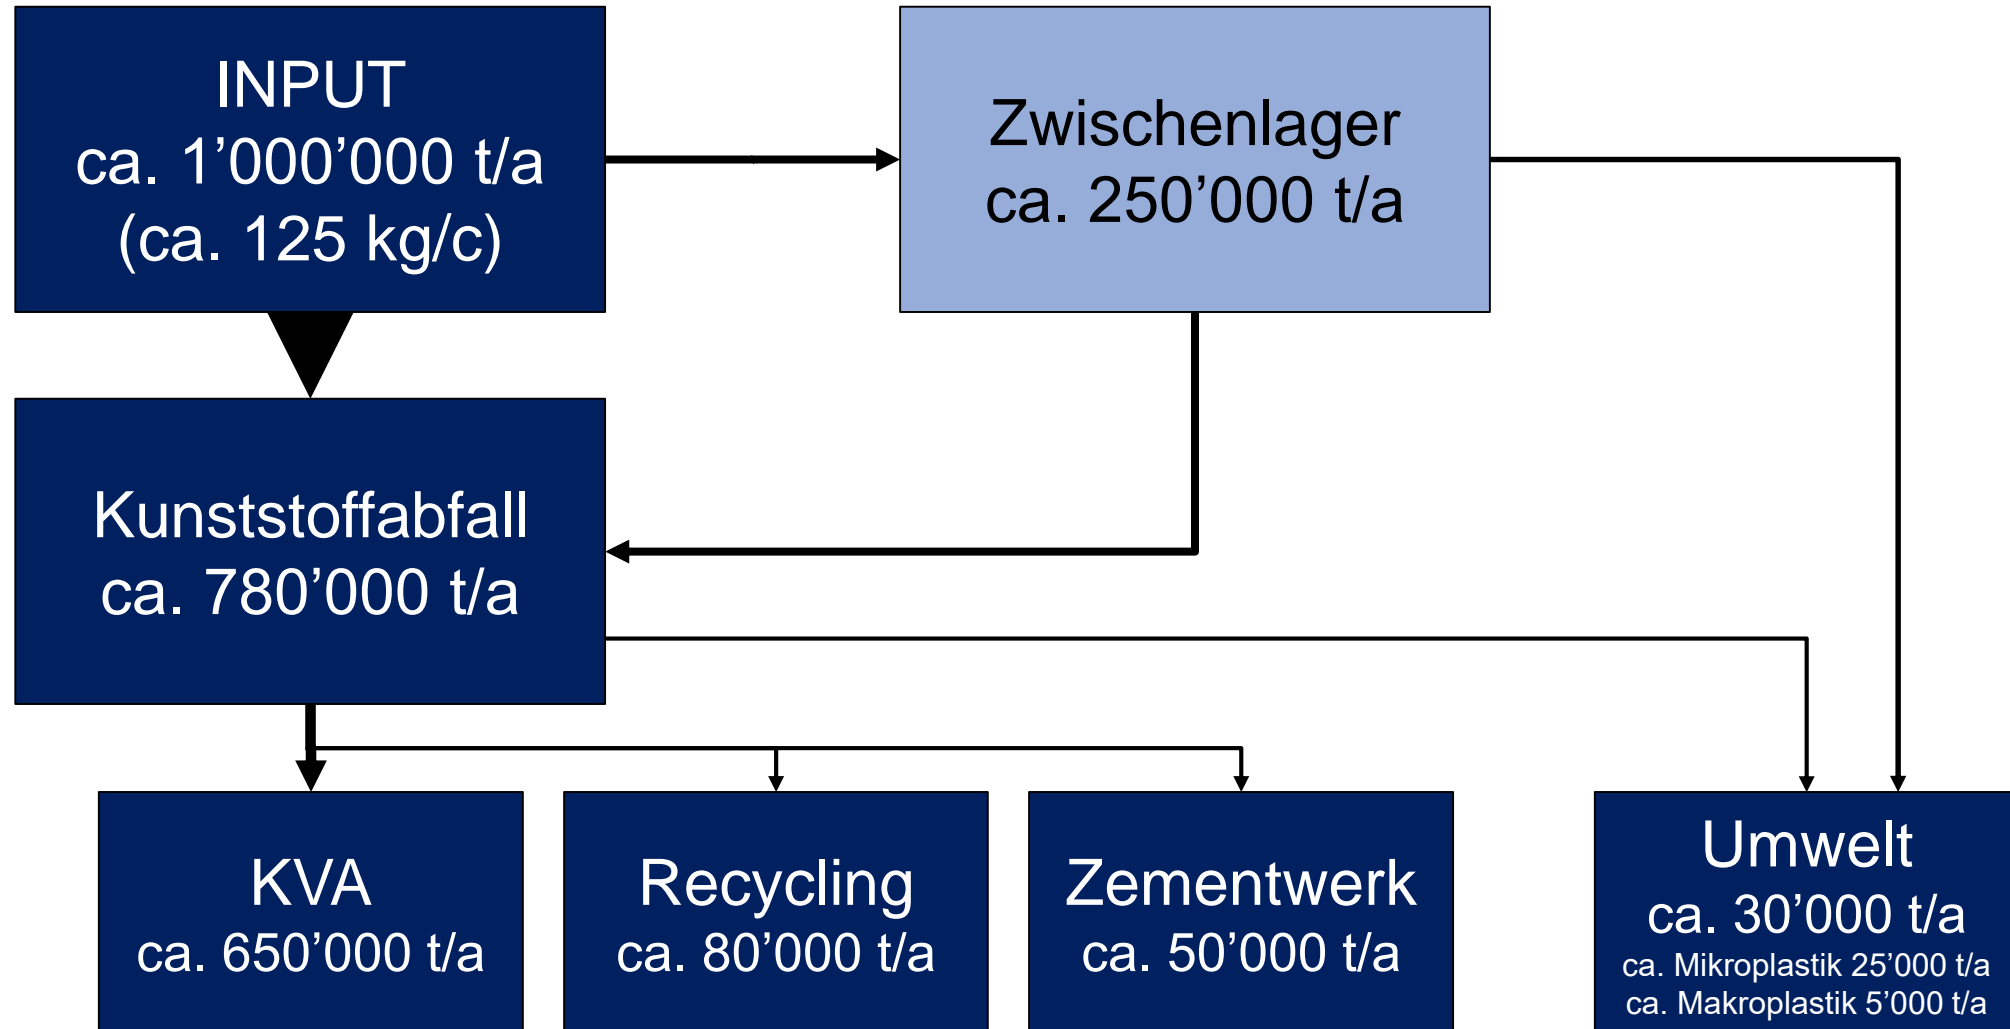 INPUT
ca. 1’000’000 t/a
(ca. 125 kg/c)
Zwischenlager
ca. 250’000 t/a
Kunststoffabfall
ca. 780’000 t/a
KVA
ca. 650’000 t/a
Recycling
ca. 80’000 t/a
Zementwerk
ca. 50’000 t/a
Umwelt
ca. 30’000 t/a
ca. Mikroplastik 25’000 t/a
ca. Makroplastik 5’000 t/a